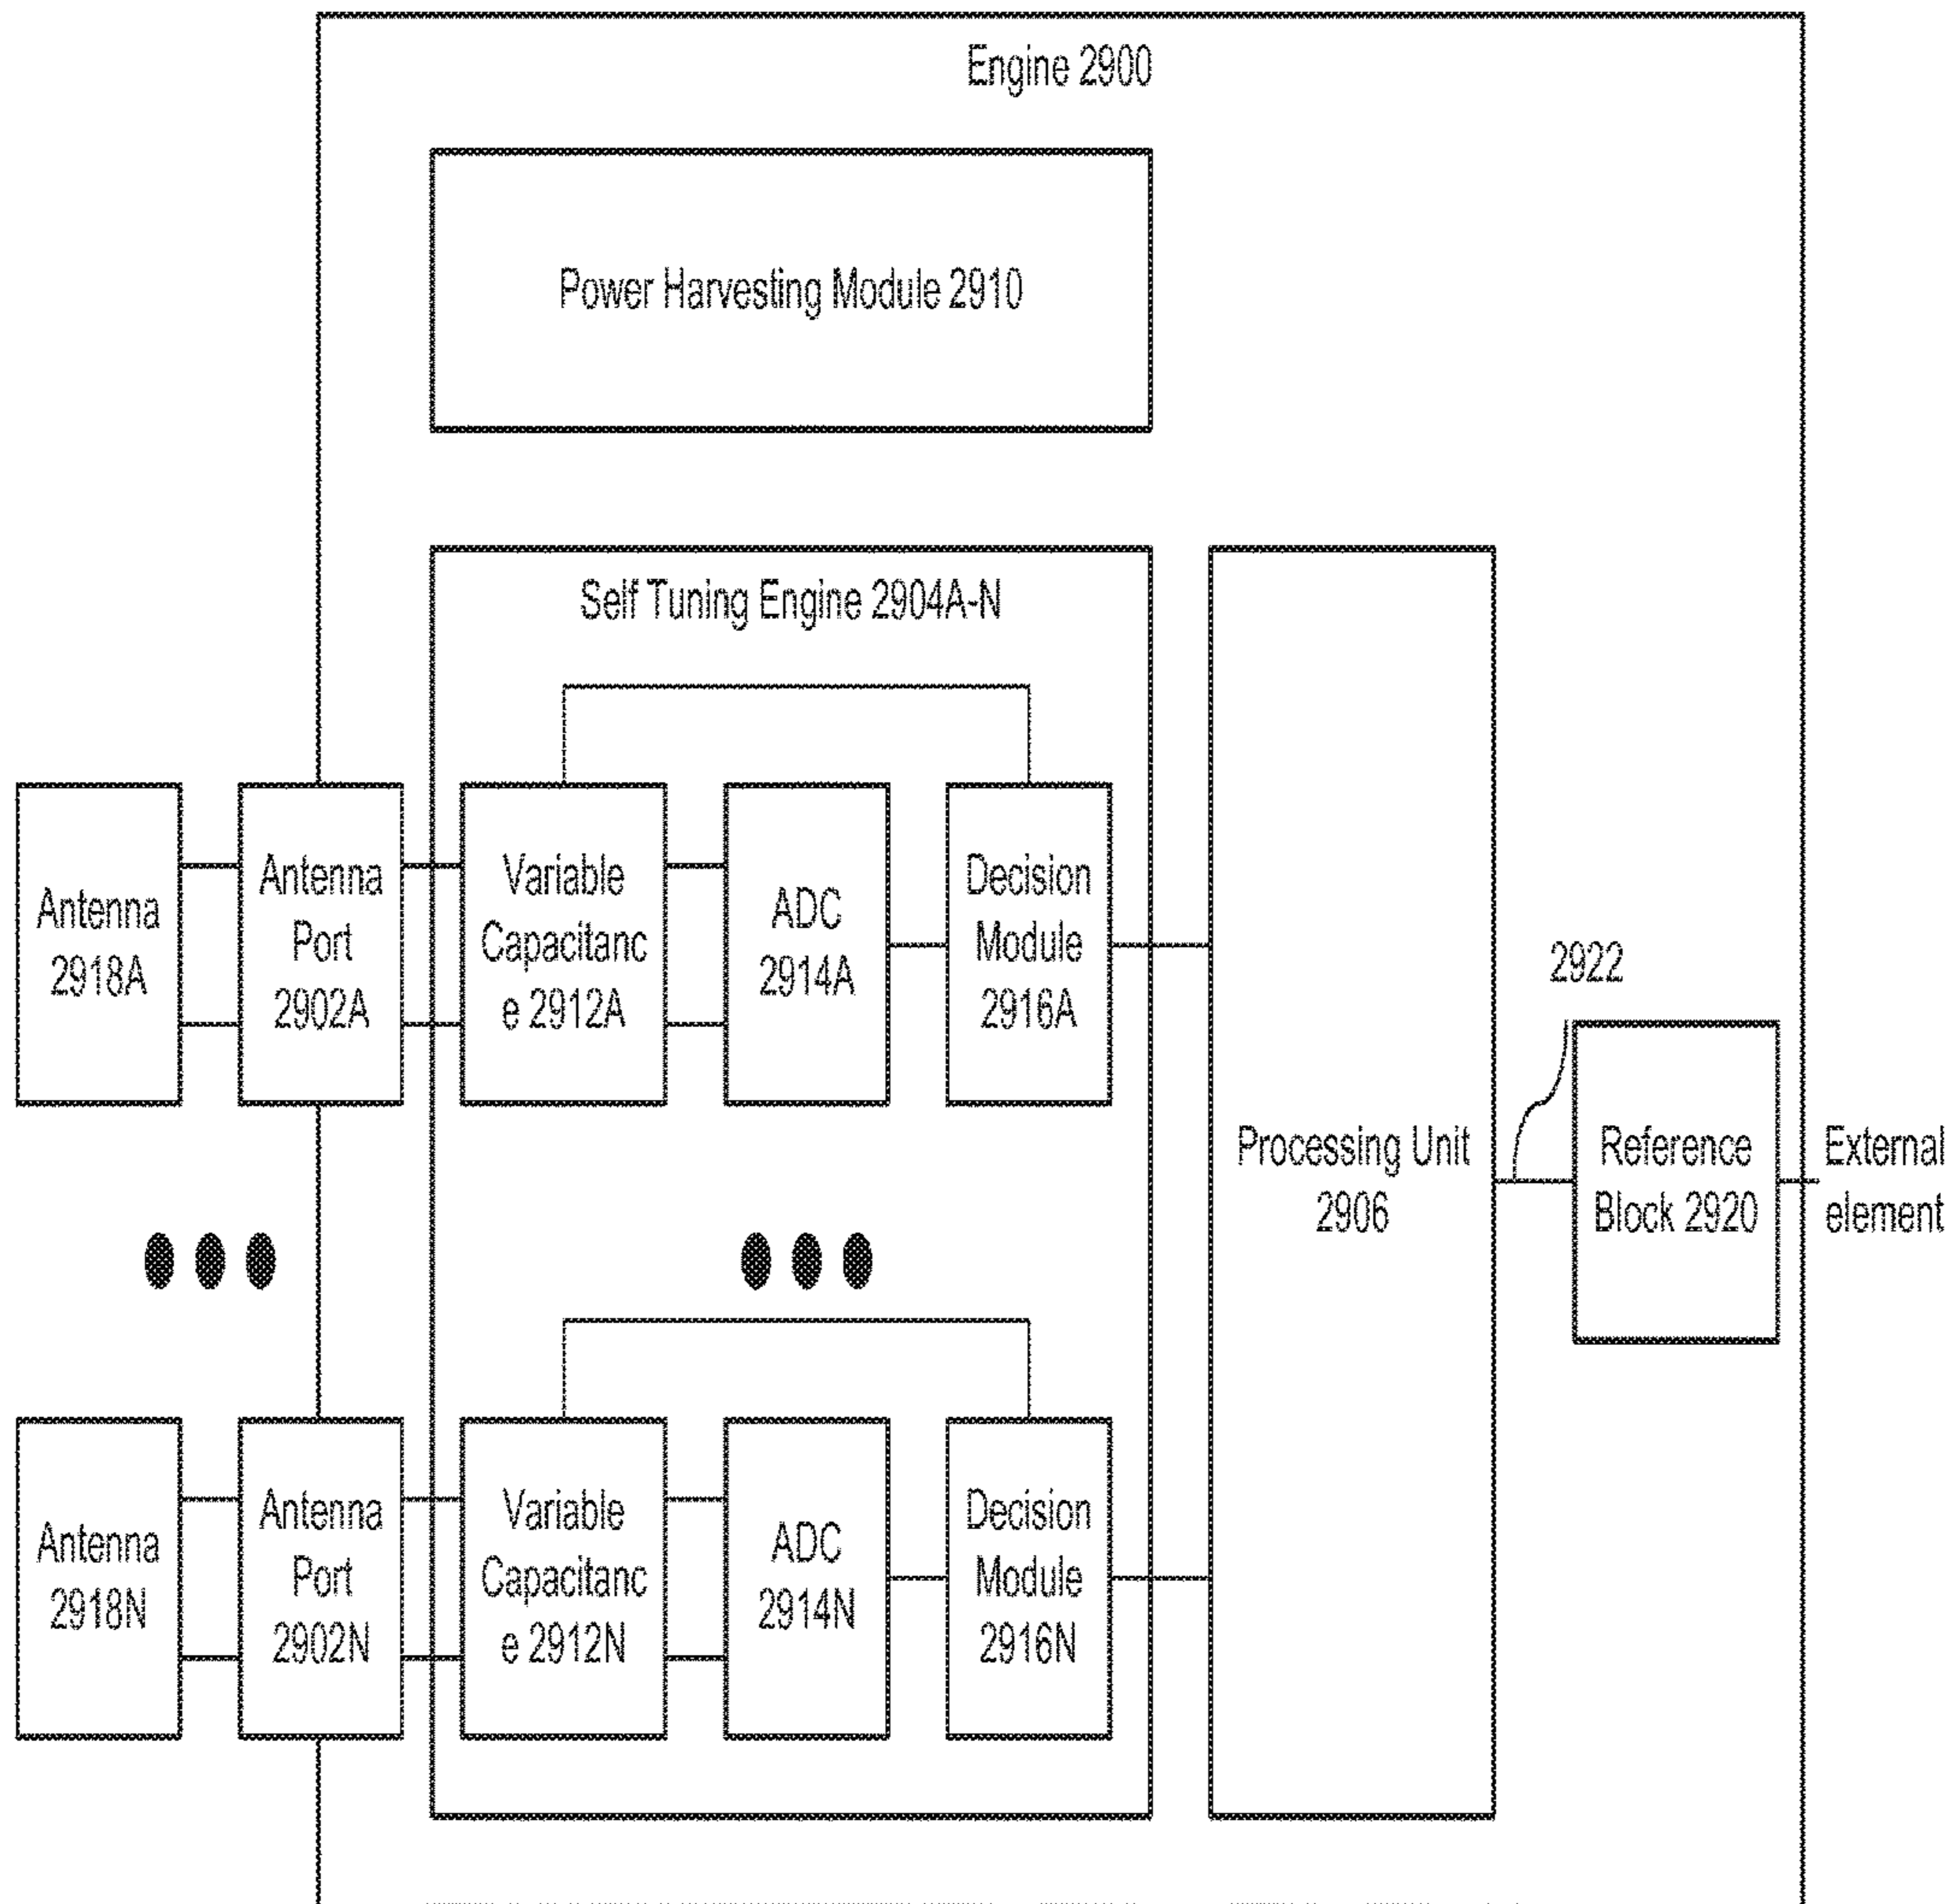 Engine 2900
Power Harvesting Module 2910
Self Tuning Engine 2904A-N
Antenna
2918A
Antenna
Port
2902A
Variable
Capacitanc
e 2912A
ADC
2914A
Decision
Module
2916A
Processing Unit
2906
2922
Reference
Block 2920
External
element
Antenna
2918N
Antenna
Port
2902N
Variable
Capacitanc
e 2912N
ADC
2914N
Decision
Module
2916N